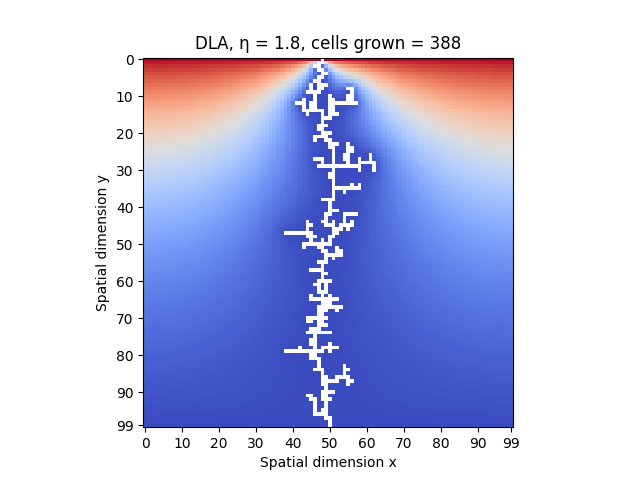 DLA, η = 1.8, cells grown = 388
0
10
20
30
40
50
60
70
80
90
99
Spatial dimension y
0 10 20 30 40 50 60 70 80 90 99
Spatial dimension x